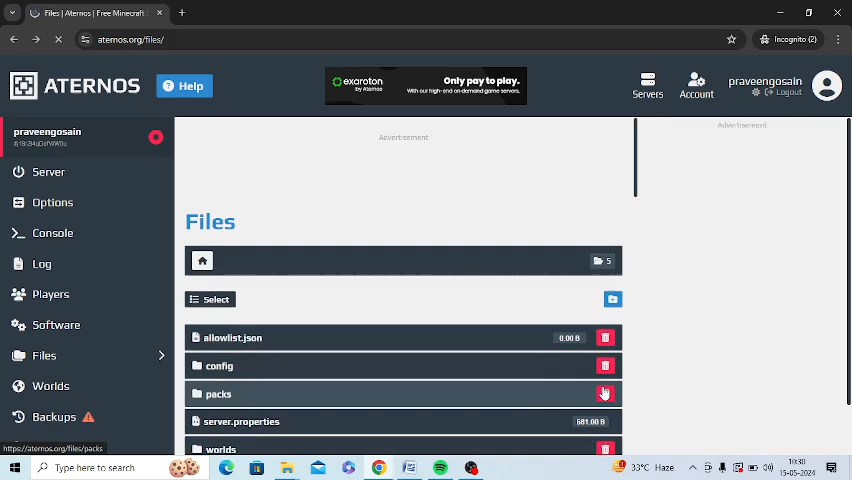 Files | Aternos | Free Minecraft
aternos.org/files/
Incognito (2)
ATERNOS
Help
exaroton
by Aternos
Only pay to play.
With our high-end on demand game servers.
Servers
Account
praveengosain
Logout
praveengosain
Server
Options
Console
Log
Players
Software
Files
Worlds
Backups
Advertisement
Advertisement
Files
5
Select
allowlist.json
0.00 B
config
packs
server.properties
681.00 B
worlds
https://aternos.org/files/packs
Type here to search
33°C Haze
10:30
15-05-2024